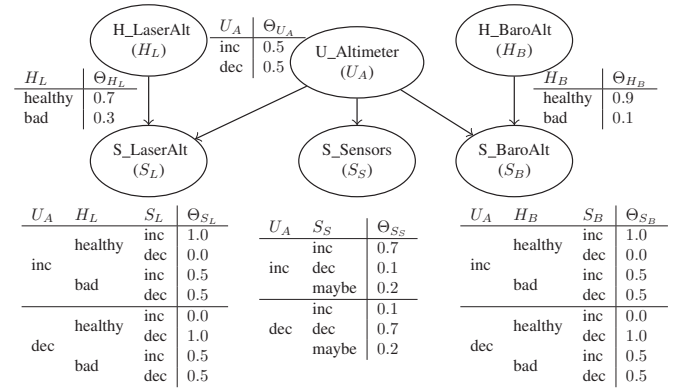 H_LaserAlt
(H_L)
U_A Θ_{U_A}
inc 0.5
dec 0.5
U_Altimeter
(U_A)
H_BaroAlt
(H_B)
H_L Θ_{H_L}
healthy 0.7
bad 0.3
H_B Θ_{H_B}
healthy 0.9
bad 0.1
S_LaserAlt
(S_L)
S_Sensors
(S_S)
S_BaroAlt
(S_B)
U_A H_L S_L Θ_{S_L}
inc healthy inc 1.0
dec 0.0
bad inc 0.5
dec 0.5
dec healthy inc 0.0
dec 1.0
bad inc 0.5
dec 0.5
U_A S_S Θ_{S_S}
inc inc 0.7
dec 0.1
maybe 0.2
dec inc 0.1
dec 0.7
maybe 0.2
U_A H_B S_B Θ_{S_B}
inc healthy inc 1.0
dec 0.0
bad inc 0.5
dec 0.5
dec healthy inc 0.0
dec 1.0
bad inc 0.5
dec 0.5